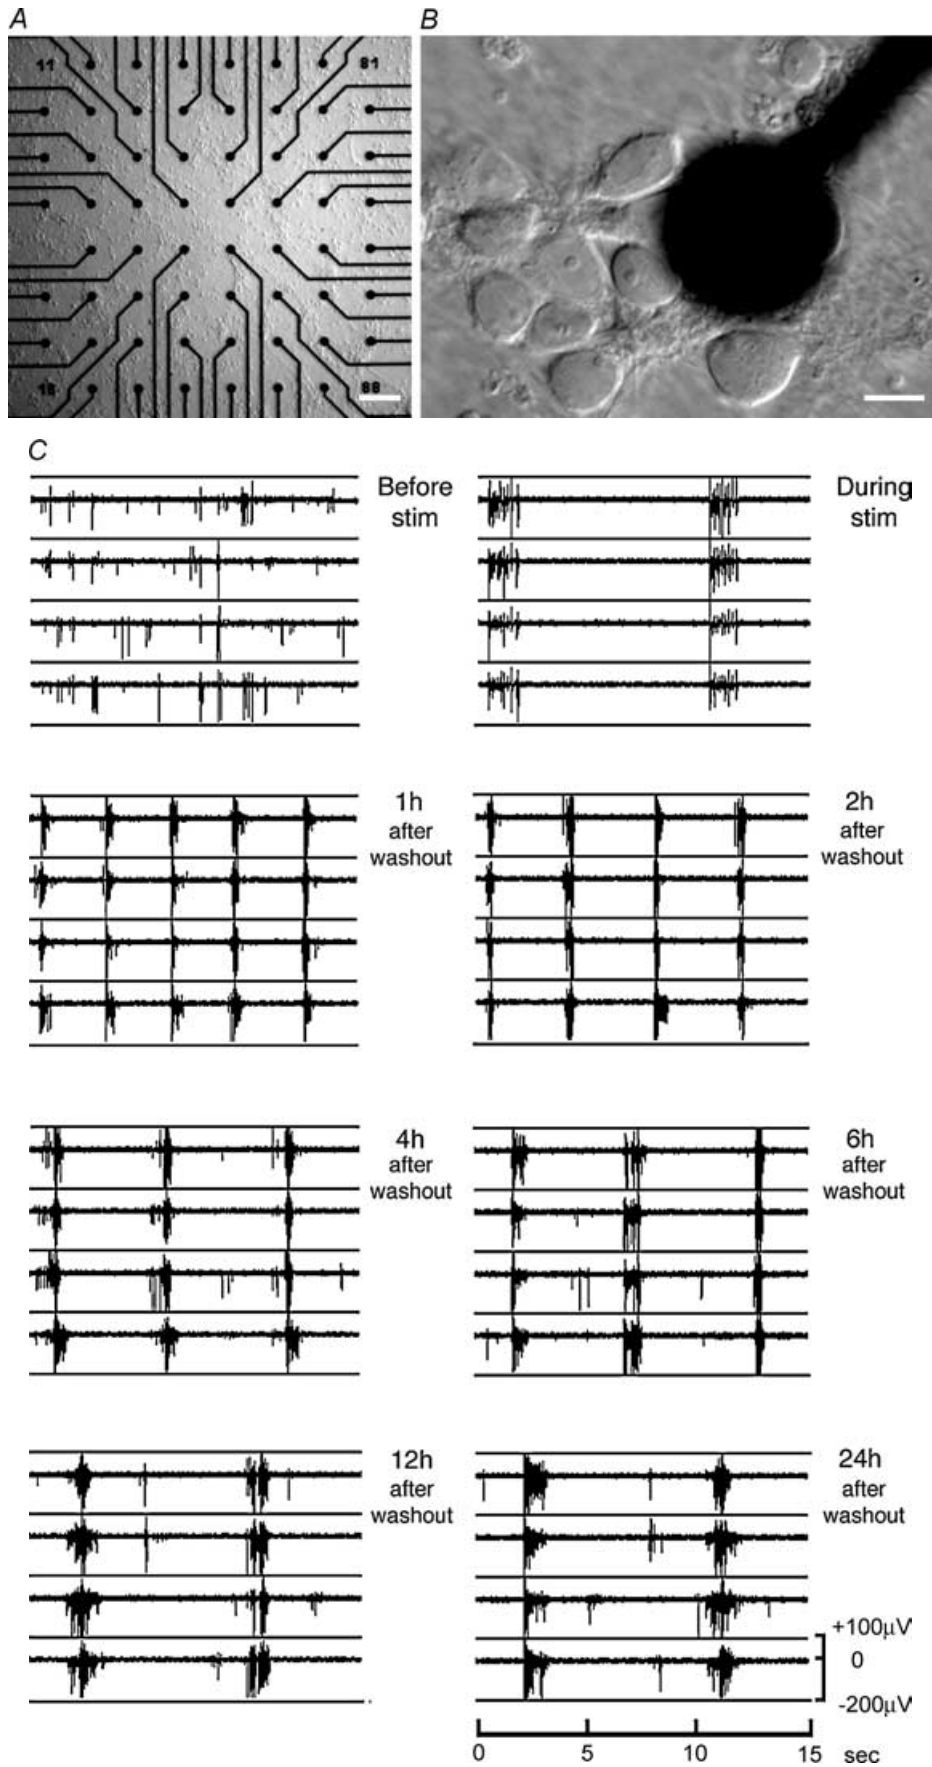 A
B
11
81
18
88
C
Before
stim
During
stim
1h
after
washout
2h
after
washout
4h
after
washout
6h
after
washout
12h
after
washout
24h
after
washout
+100μV
0
-200μV
0
5
10
15
sec